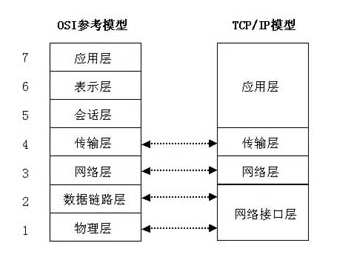 OSI参考模型 TCP/IP模型
7 应用层
6 表示层 应用层
5 会话层
4 传输层 传输层
3 网络层 网络层
2 数据链路层 网络接口层
1 物理层